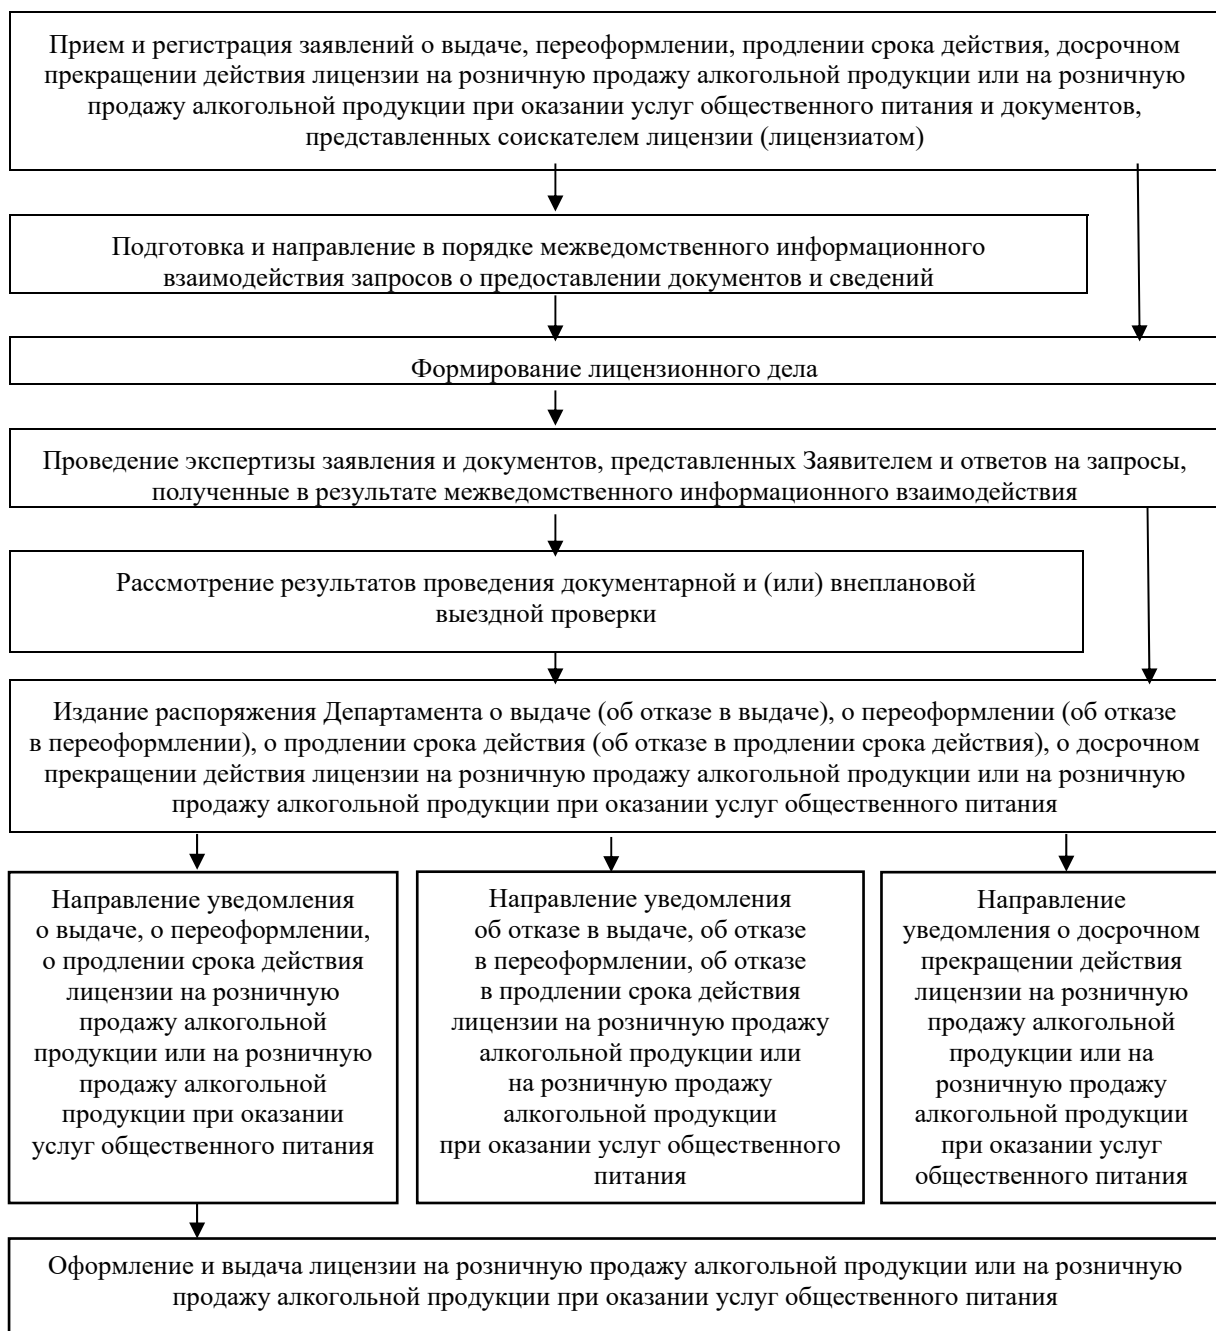 Прием и регистрация заявлений о выдаче, переоформлении, продлении срока действия, досрочном
прекращении действия лицензии на розничную продажу алкогольной продукции или на розничную
продажу алкогольной продукции при оказании услуг общественного питания и документов,
представленных соискателем лицензии (лицензиатом)
Подготовка и направление в порядке межведомственного информационного
взаимодействия запросов о предоставлении документов и сведений
Формирование лицензионного дела
Проведение экспертизы заявления и документов, представленных Заявителем и ответов на запросы,
полученные в результате межведомственного информационного взаимодействия
Рассмотрение результатов проведения документарной и (или) внеплановой
выездной проверки
Издание распоряжения Департамента о выдаче (об отказе в выдаче), о переоформлении (об отказе
в переоформлении), о продлении срока действия (об отказе в продлении срока действия), о досрочном
прекращении действия лицензии на розничную продажу алкогольной продукции или на розничную
продажу алкогольной продукции при оказании услуг общественного питания
Направление уведомления
о выдаче, о переоформлении,
о продлении срока действия
лицензии на розничную
продажу алкогольной
продукции или на розничную
продажу алкогольной
продукции при оказании
услуг общественного питания
Направление уведомления
об отказе в выдаче, об отказе
в переоформлении, об отказе
в продлении срока действия
лицензии на розничную продажу
алкогольной продукции или
на розничную продажу
алкогольной продукции
при оказании услуг общественного
питания
Направление
уведомления о досрочном
прекращении действия
лицензии на розничную
продажу алкогольной
продукции или на
розничную продажу
алкогольной продукции
при оказании услуг
общественного питания
Оформление и выдача лицензии на розничную продажу алкогольной продукции или на розничную
продажу алкогольной продукции при оказании услуг общественного питания